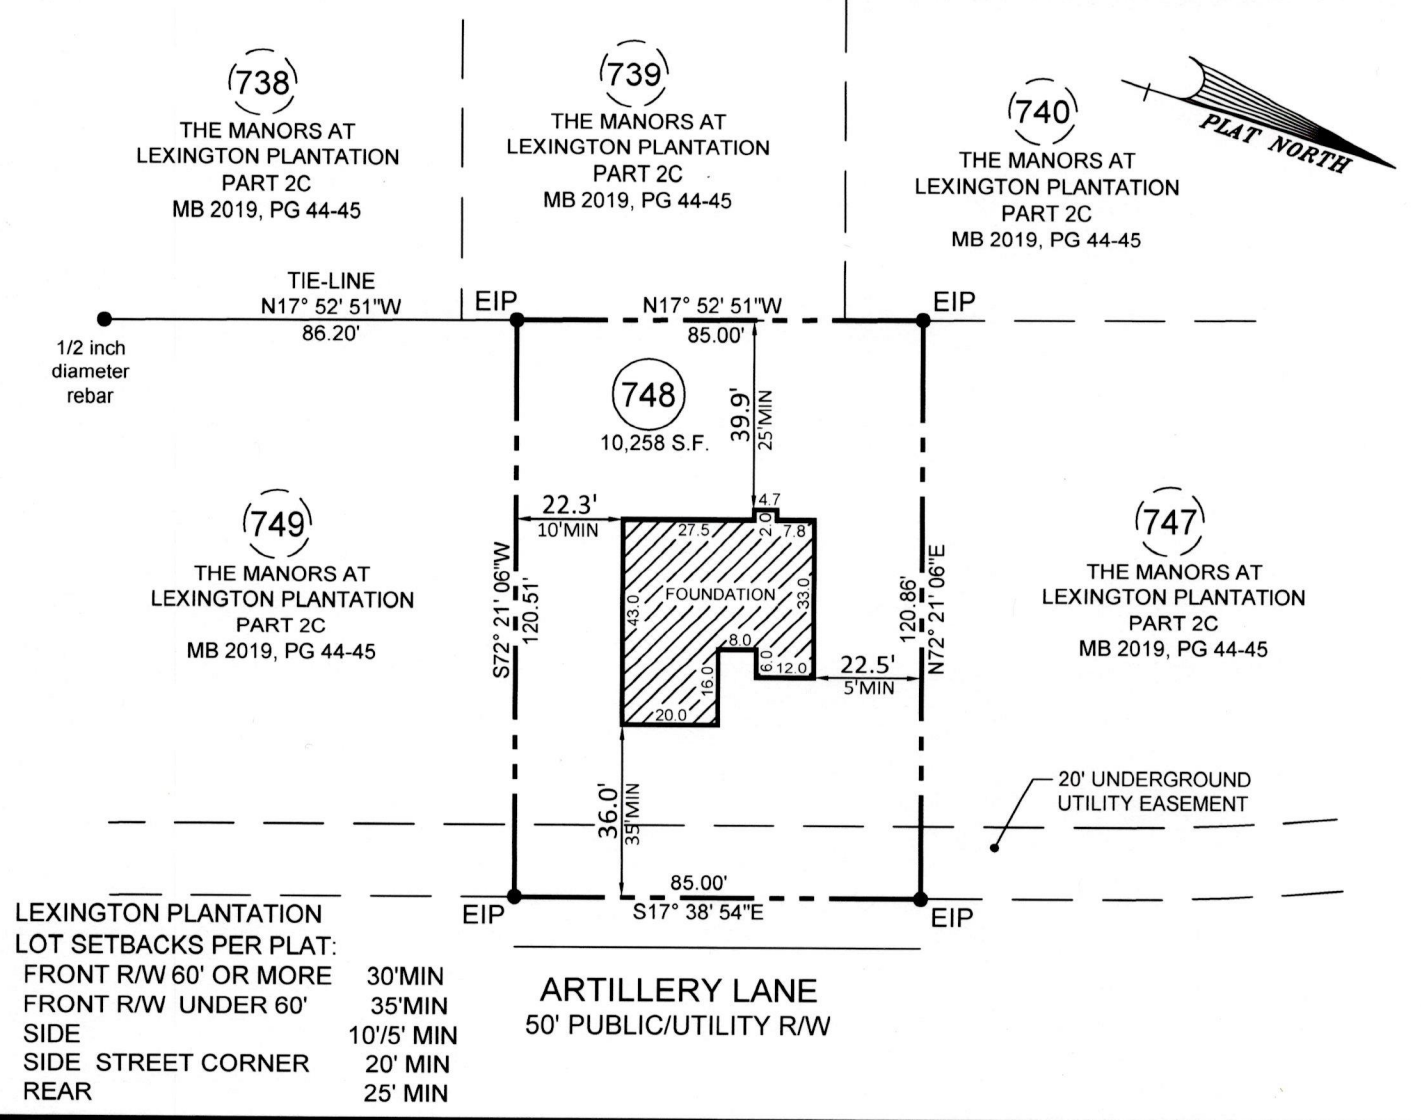 738
THE MANORS AT
LEXINGTON PLANTATION
PART 2C
MB 2019, PG 44-45
739
THE MANORS AT
LEXINGTON PLANTATION
PART 2C
MB 2019, PG 44-45
740
THE MANORS AT
LEXINGTON PLANTATION
PART 2C
MB 2019, PG 44-45
PLAT NORTH
TIE-LINE
N17° 52' 51"W
86.20'
1/2 inch
diameter
rebar
EIP
N17° 52' 51"W
85.00'
EIP
748
10,258 S.F.
39.9'
25'MIN
749
THE MANORS AT
LEXINGTON PLANTATION
PART 2C
MB 2019, PG 44-45
S72° 21' 06"W
120.51'
22.3'
10'MIN
4.7
27.5
2.0
7.8
FOUNDATION
43.0
33.0
8.0
6.0
12.0
16.0
20.0
22.5'
5'MIN
120.86'
N72° 21' 06"E
747
THE MANORS AT
LEXINGTON PLANTATION
PART 2C
MB 2019, PG 44-45
36.0'
35'MIN
20' UNDERGROUND
UTILITY EASEMENT
EIP
85.00'
S17° 38' 54"E
EIP
LEXINGTON PLANTATION
LOT SETBACKS PER PLAT:
FRONT R/W 60' OR MORE 30'MIN
FRONT R/W UNDER 60' 35'MIN
SIDE 10'/5' MIN
SIDE STREET CORNER 20' MIN
REAR 25' MIN
ARTILLERY LANE
50' PUBLIC/UTILITY R/W